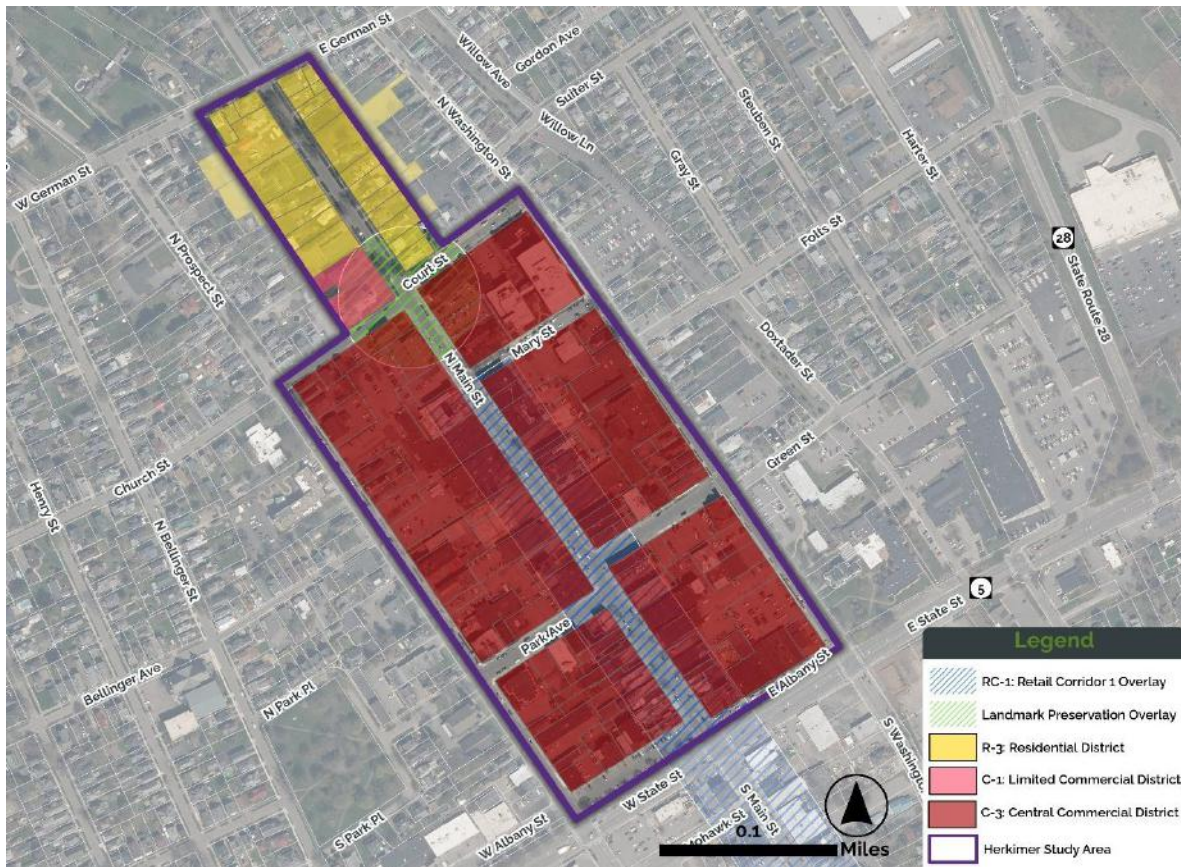 E German St
Willow Ave
Gordon Ave
Suiter St
N Washington St
Willow Ln
Steuben St
Gray St
Harter St
W German St
Folts St
28
State Route 28
N Prospect St
Court St
Mary St
N Main St
Doxtader St
Green St
Church St
Henry St
N Bellinger St
5
E State St
Park Ave
E Albany St
Bellinger Ave
N Park Pl
S Washington
W State St
S Main St
Mohawk St
S Park Pl
W Albany St
0.1
Miles
Legend
RC-1: Retail Corridor 1 Overlay
Landmark Preservation Overlay
R-3: Residential District
C-1: Limited Commercial District
C-3: Central Commercial District
Herkimer Study Area